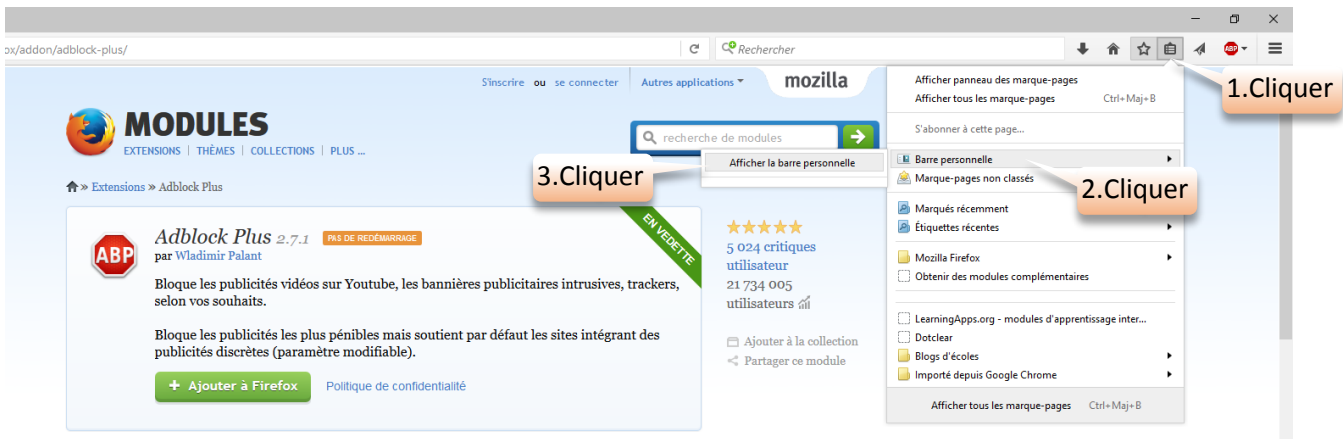 ox/addon/adblock-plus/
Rechercher
ABP
S'inscrire ou se connecter
Autres applications
mozilla
MODULES
EXTENSIONS | THÈMES | COLLECTIONS | PLUS ...
recherche de modules
» Extensions » Adblock Plus
ABP
Adblock Plus 2.7.1 PAS DE REDÉMARRAGE
par Wladimir Palant
EN VEDETTE
Bloque les publicités vidéos sur Youtube, les bannières publicitaires intrusives, trackers,
selon vos souhaits.
Bloque les publicités les plus pénibles mais soutient par défaut les sites intégrant des
publicités discrètes (paramètre modifiable).
+ Ajouter à Firefox
Politique de confidentialité
5 024 critiques
utilisateur
21 734 005
utilisateurs
Ajouter à la collection
Partager ce module
1.Cliquer
Afficher panneau des marque-pages
Afficher tous les marque-pages Ctrl+Maj+B
S'abonner à cette page...
Barre personnelle
2.Cliquer
Afficher la barre personnelle
3.Cliquer
Marque-pages non classés
Marqués récemment
Étiquettes récentes
Mozilla Firefox
Obtenir des modules complémentaires
LearningApps.org - modules d'apprentissage inter...
Dotclear
Blogs d'écoles
Importé depuis Google Chrome
Afficher tous les marque-pages Ctrl+Maj+B